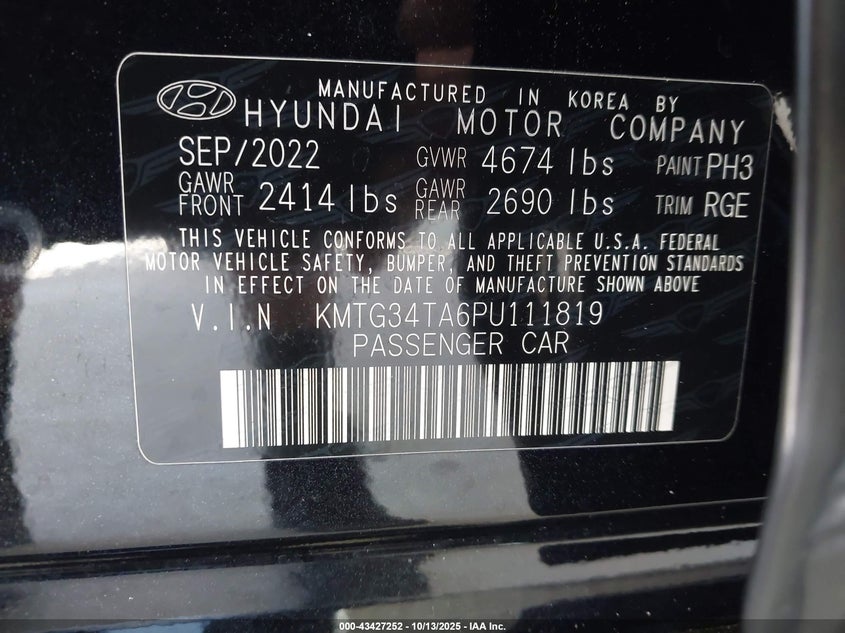 MANUFACTURED IN KOREA BY
HYUNDAI MOTOR COMPANY
SEP/2022 GVWR 4674 lbs PAINT PH3
GAWR FRONT 2414 lbs GAWR REAR 2690 lbs TRIM RGE
THIS VEHICLE CONFORMS TO ALL APPLICABLE U.S.A. FEDERAL
MOTOR VEHICLE SAFETY, BUMPER, AND THEFT PREVENTION STANDARDS
IN EFFECT ON THE DATE OF MANUFACTURE SHOWN ABOVE
V.I.N KMTG34TA6PU111819
PASSENGER CAR
000-43427252 - 10/13/2025 - IAA Inc.